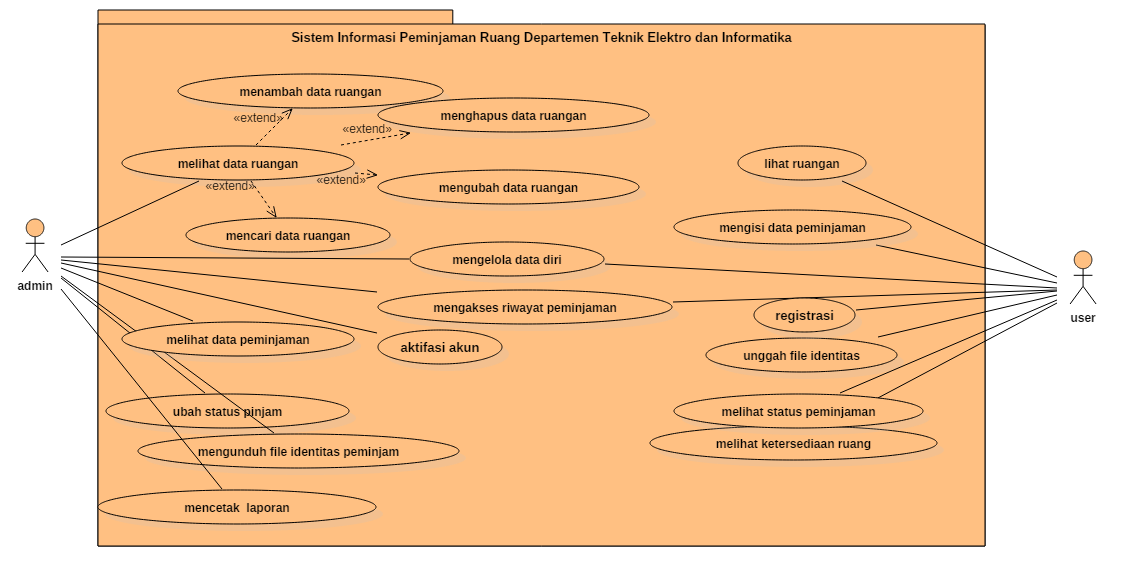 Sistem Informasi Peminjaman Ruang Departemen Teknik Elektro dan Informatika
menambah data ruangan
menghapus data ruangan
«extend»
«extend»
melihat data ruangan
lihat ruangan
«extend»
«extend»
mengubah data ruangan
mencari data ruangan
mengisi data peminjaman
mengelola data diri
admin
mengakses riwayat peminjaman
registrasi
user
melihat data peminjaman
aktifasi akun
unggah file identitas
ubah status pinjam
melihat status peminjaman
mengunduh file identitas peminjam
melihat ketersediaan ruang
mencetak  laporan